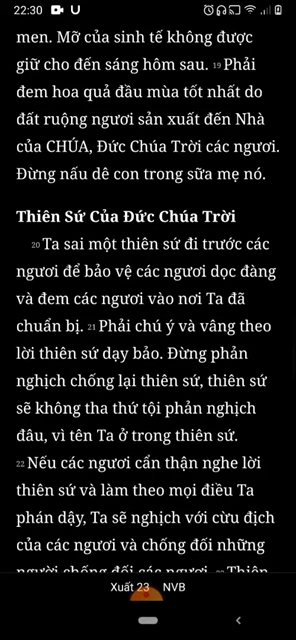 22:30
men. Mỡ của sinh tế không được
giữ cho đến sáng hôm sau. 19 Phải
đem hoa quả đầu mùa tốt nhất do
đất ruộng ngươi sản xuất đến Nhà
của CHÚA, Đức Chúa Trời các ngươi.
Đừng nấu dê con trong sữa mẹ nó.
Thiên Sứ Của Đức Chúa Trời
20 Ta sai một thiên sứ đi trước các
ngươi để bảo vệ các ngươi dọc đàng
và đem các ngươi vào nơi Ta đã
chuẩn bị. 21 Phải chú ý và vâng theo
lời thiên sứ dạy bảo. Đừng phản
nghịch chống lại thiên sứ, thiên sứ
sẽ không tha thứ tội phản nghịch
đâu, vì tên Ta ở trong thiên sứ.
22 Nếu các ngươi cẩn thận nghe lời
thiên sứ và làm theo mọi điều Ta
phán dậy, Ta sẽ nghịch với cừu địch
của các ngươi và chống đối những
người chống đối các ngươi. Thiên
Xuất 23 NVB